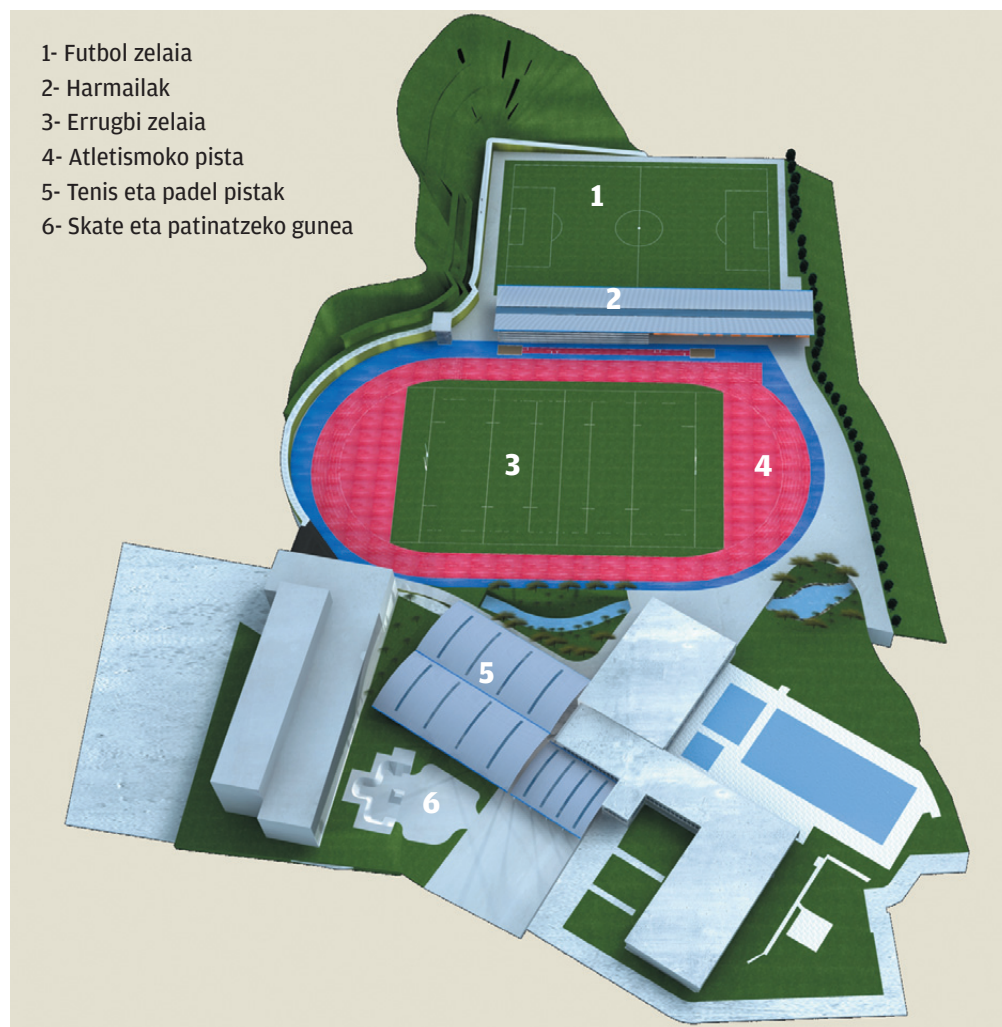 1- Futbol zelaia
2- Harmailak
3- Errugbi zelaia
4- Atletismoko pista
5- Tenis eta padel pistak
6- Skate eta patinatzeko gunea
1
2
3
4
5
6